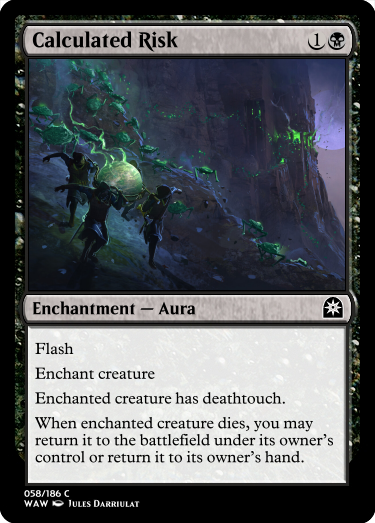 Calculated Risk 1
Enchantment — Aura
Flash
Enchant creature
Enchanted creature has deathtouch.
When enchanted creature dies, you may
return it to the battlefield under its owner's
control or return it to its owner's hand.
058/186 C
WAW Jules Darriulat